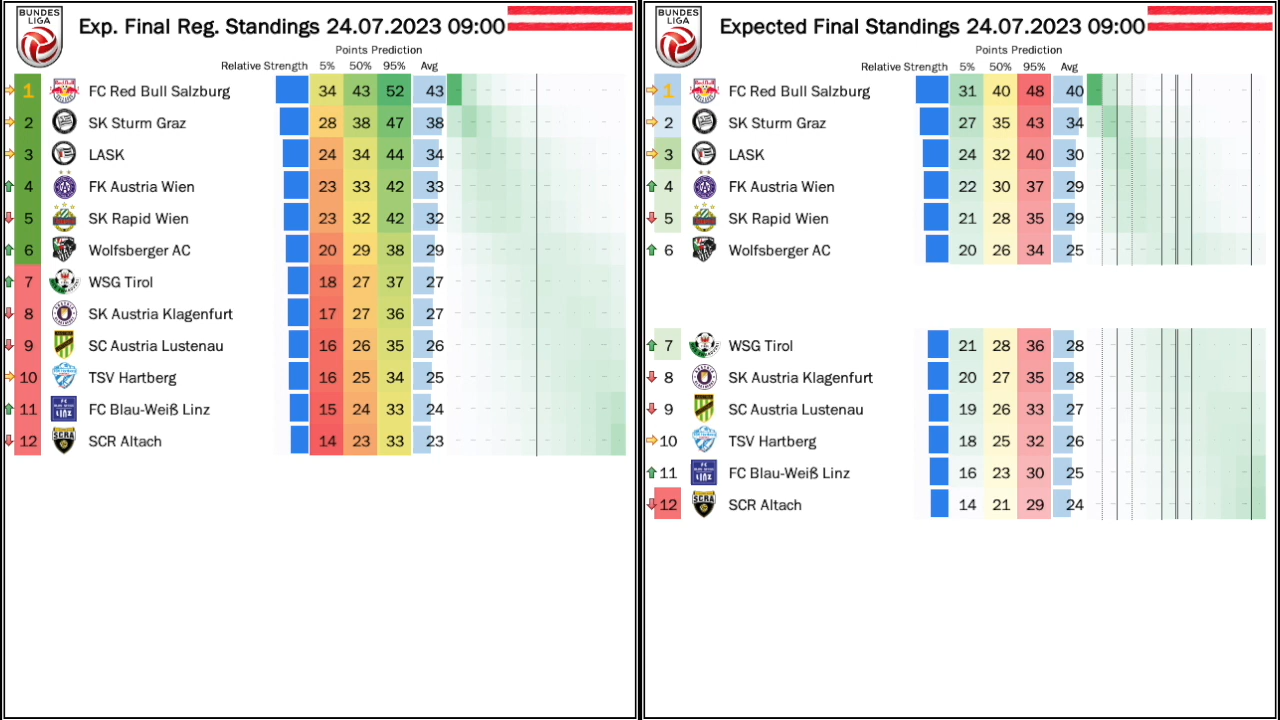 BUNDES
LIGA
Exp. Final Reg. Standings 24.07.2023 09:00
Points Prediction
Relative Strength 5% 50% 95% Avg
1 FC Red Bull Salzburg 34 43 52 43
2 SK Sturm Graz 28 38 47 38
3 LASK 24 34 44 34
4 FK Austria Wien 23 33 42 33
5 SK Rapid Wien 23 32 42 32
6 Wolfsberger AC 20 29 38 29
7 WSG Tirol 18 27 37 27
8 SK Austria Klagenfurt 17 27 36 27
9 SC Austria Lustenau 16 26 35 26
10 TSV Hartberg 16 25 34 25
11 FC Blau-Weiß Linz 15 24 33 24
12 SCR Altach 14 23 33 23
BUNDES
LIGA
Expected Final Standings 24.07.2023 09:00
Points Prediction
Relative Strength 5% 50% 95% Avg
1 FC Red Bull Salzburg 31 40 48 40
2 SK Sturm Graz 27 35 43 34
3 LASK 24 32 40 30
4 FK Austria Wien 22 30 37 29
5 SK Rapid Wien 21 28 35 29
6 Wolfsberger AC 20 26 34 25
7 WSG Tirol 21 28 36 28
8 SK Austria Klagenfurt 20 27 35 28
9 SC Austria Lustenau 19 26 33 27
10 TSV Hartberg 18 25 32 26
11 FC Blau-Weiß Linz 16 23 30 25
12 SCR Altach 14 21 29 24